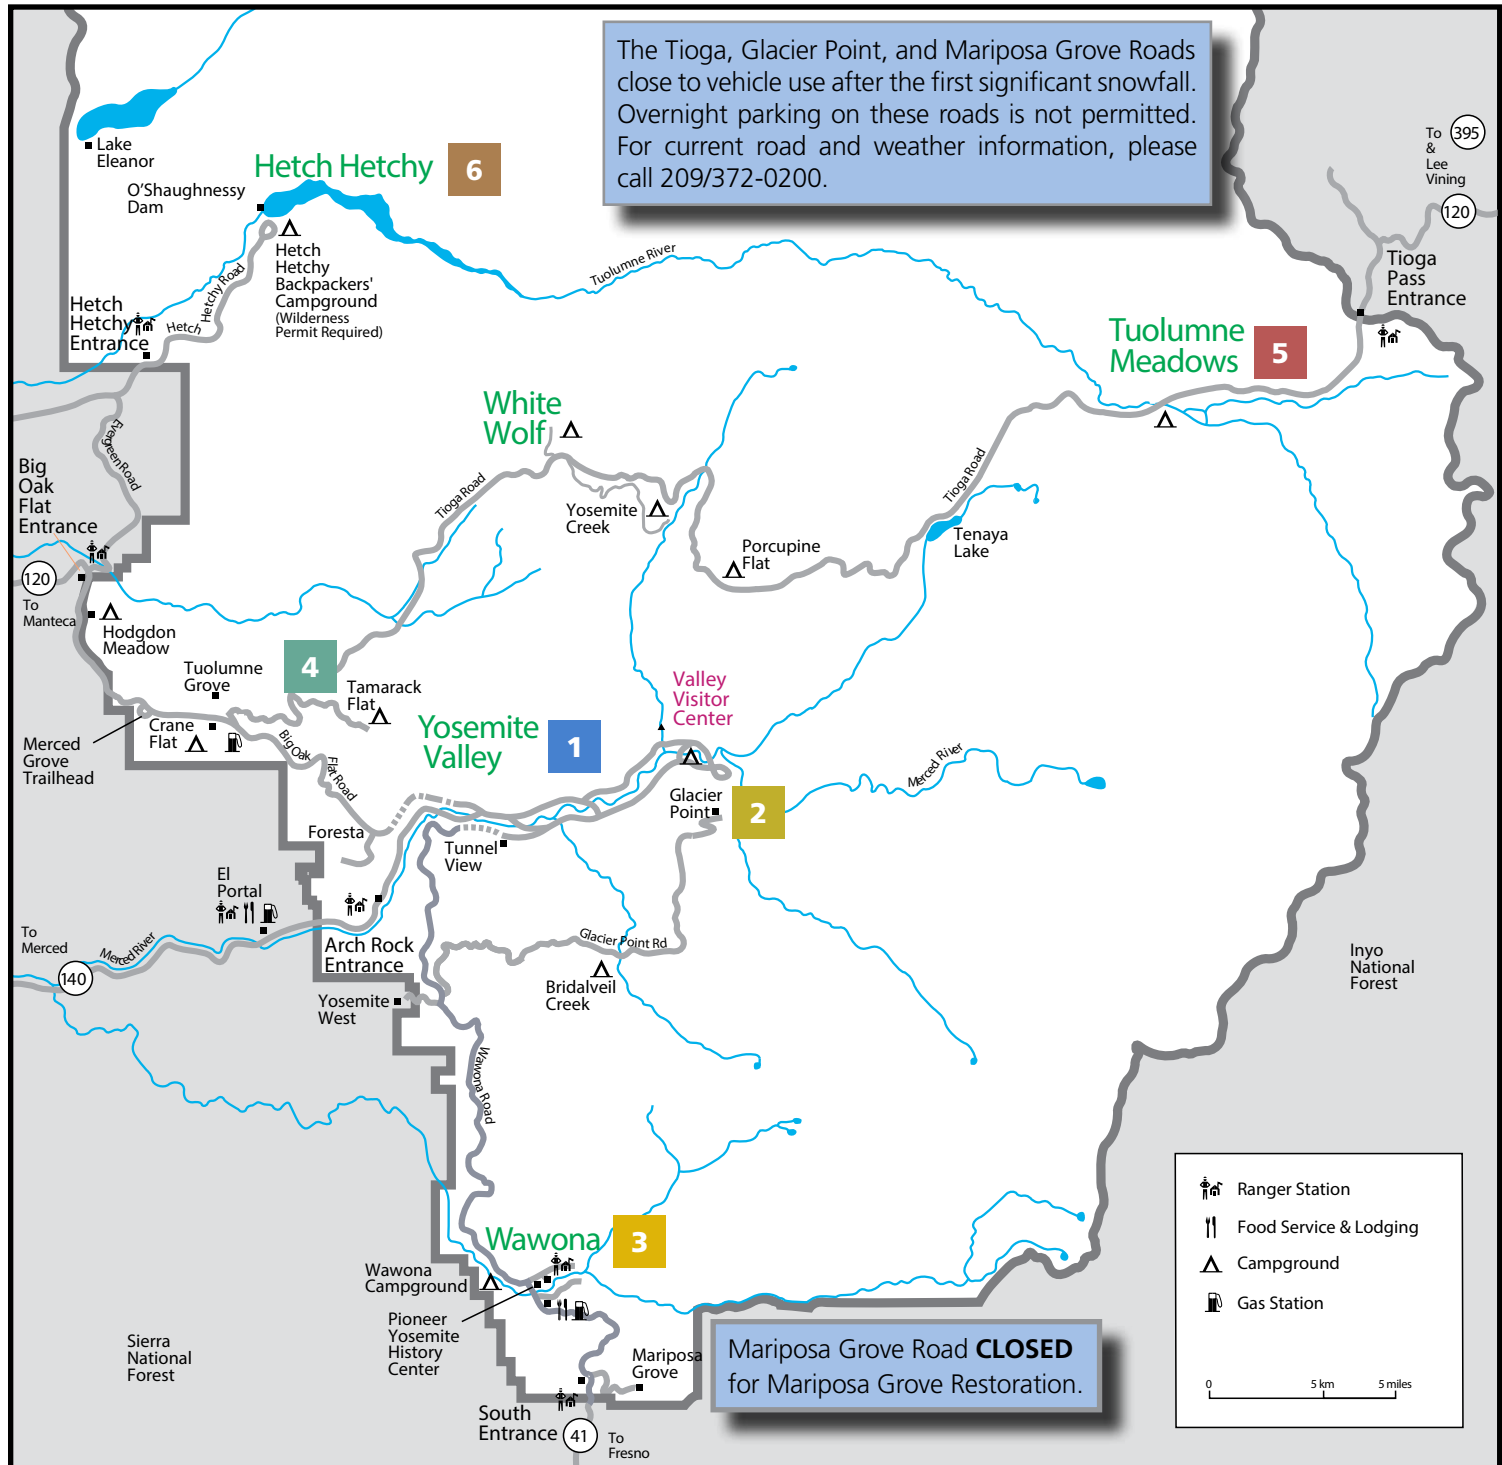 The Tioga, Glacier Point, and Mariposa Grove Roads
close to vehicle use after the first significant snowfall.
Overnight parking on these roads is not permitted.
For current road and weather information, please
call 209/372-0200.
To
&
Lee
Vining
395
120
Lake
Eleanor
Hetch Hetchy
6
O'Shaughnessy
Dam
Hetch
Hetchy
Backpackers'
Campground
(Wilderness
Permit Required)
Hetch Hetchy Road
Hetch
Hetchy
Entrance
Tuolumne River
Tioga
Pass
Entrance
Tuolumne
Meadows
5
White
Wolf
Evergreen Road
Big
Oak
Flat
Entrance
Tioga Road
Tioga Road
Yosemite
Creek
Porcupine
Flat
Tenaya
Lake
120
To
Manteca
Hodgdon
Meadow
4
Tuolumne
Grove
Tamarack
Flat
Valley
Visitor
Center
Yosemite
Valley
1
Crane
Flat
Merced
Grove
Trailhead
Big Oak Flat Road
Merced River
Glacier
Point
2
Foresta
Tunnel
View
El
Portal
To
Merced
Merced River
140
Arch Rock
Entrance
Glacier Point Rd
Bridalveil
Creek
Yosemite
West
Inyo
National
Forest
Wawona Road
Wawona
3
Wawona
Campground
Pioneer
Yosemite
History
Center
Sierra
National
Forest
Mariposa
Grove
South
Entrance
41
To
Fresno
Mariposa Grove Road CLOSED
for Mariposa Grove Restoration.
Ranger Station
Food Service & Lodging
Campground
Gas Station
0 5 km 5 miles